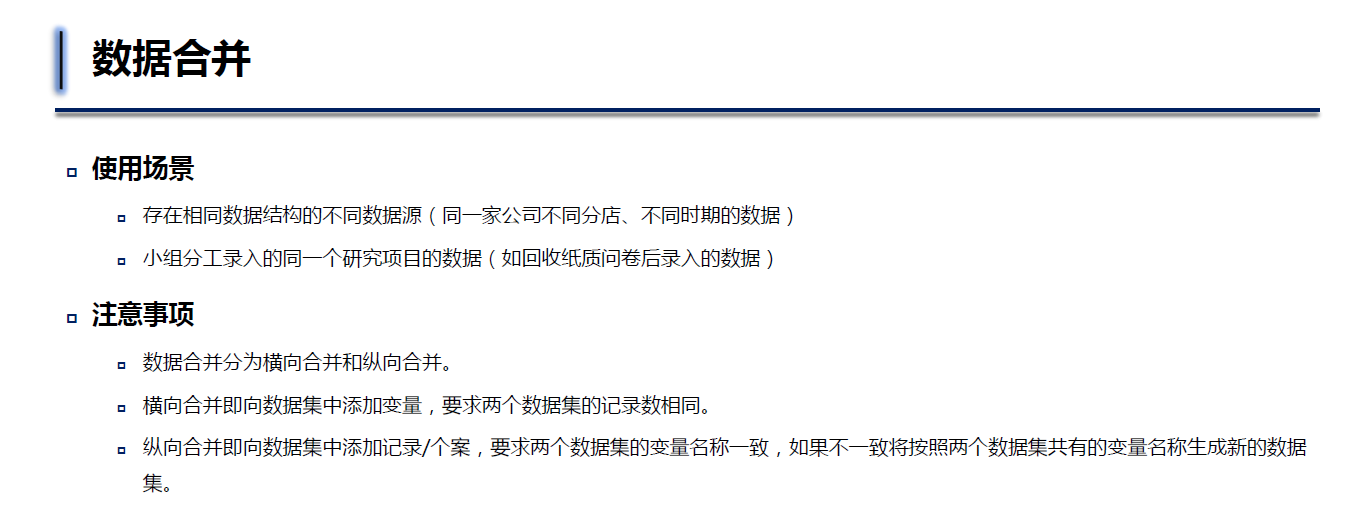 数据合并
使用场景
存在相同数据结构的不同数据源（同一家公司不同分店、不同时期的数据）
小组分工录入的同一个研究项目的数据（如回收纸质问卷后录入的数据）
注意事项
数据合并分为横向合并和纵向合并。
横向合并即向数据集中添加变量，要求两个数据集的记录数相同。
纵向合并即向数据集中添加记录/个案，要求两个数据集的变量名称一致，如果不一致将按照两个数据集共有的变量名称生成新的数据
集。